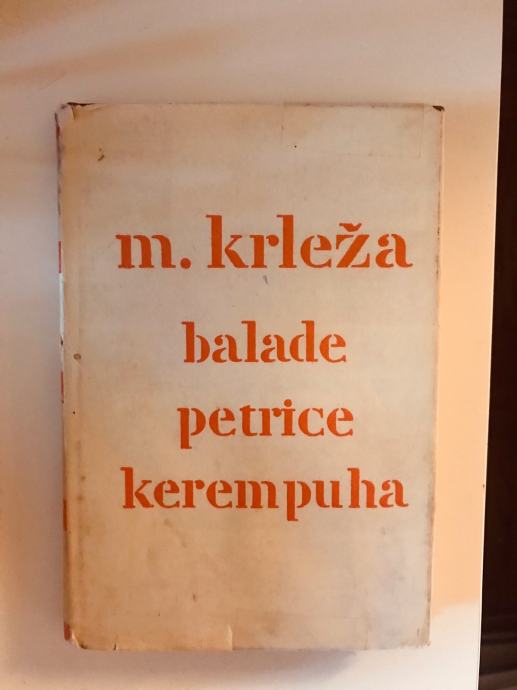 m. krleža
balade
petrice
kerempuha